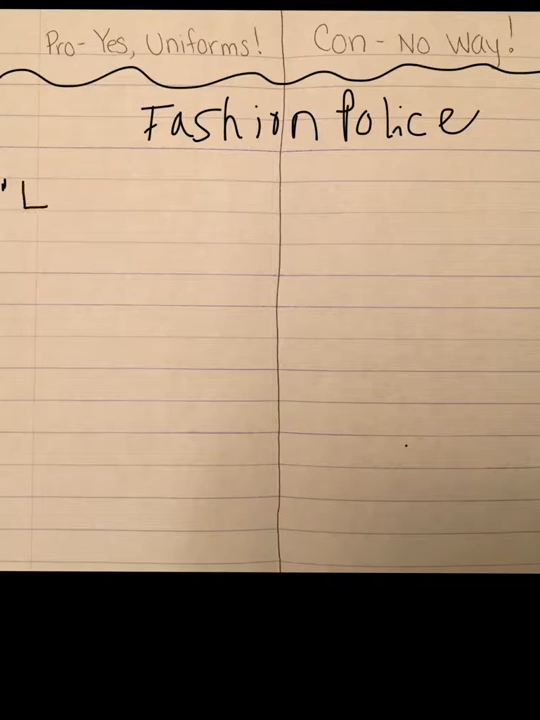 Pro- Yes, Uniforms!
Con - No Way!
Fashion Police
" L